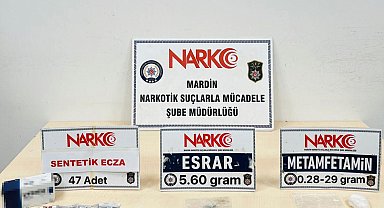 NARKO
MARDİN
NARKOTİK SUÇLARLA MÜCADELE
ŞUBE MÜDÜRLÜĞÜ
NARKO
SENTETİK ECZA
47 Adet
NARKO
ESRAR
5.60 gram
NARKO
METAMFETAMİN
0.28-29 gram